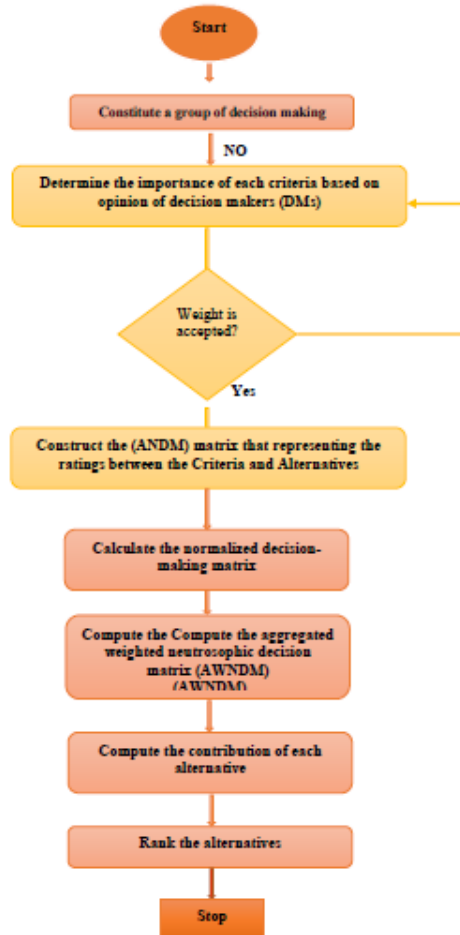 Start
Constitute a group of decision making
NO
Determine the importance of each criteria based on
opinion of decision makers (DMs)
Weight is
accepted?
Yes
Construct the (ANDM) matrix that representing the
ratings between the Criteria and Alternatives
Calculate the normalized decision-
making matrix
Compute the Compute the aggregated
weighted neutrosophic decision
matrix (AWNDM)
(AWNDM)
Compute the contribution of each
alternative
Rank the alternatives
Stop